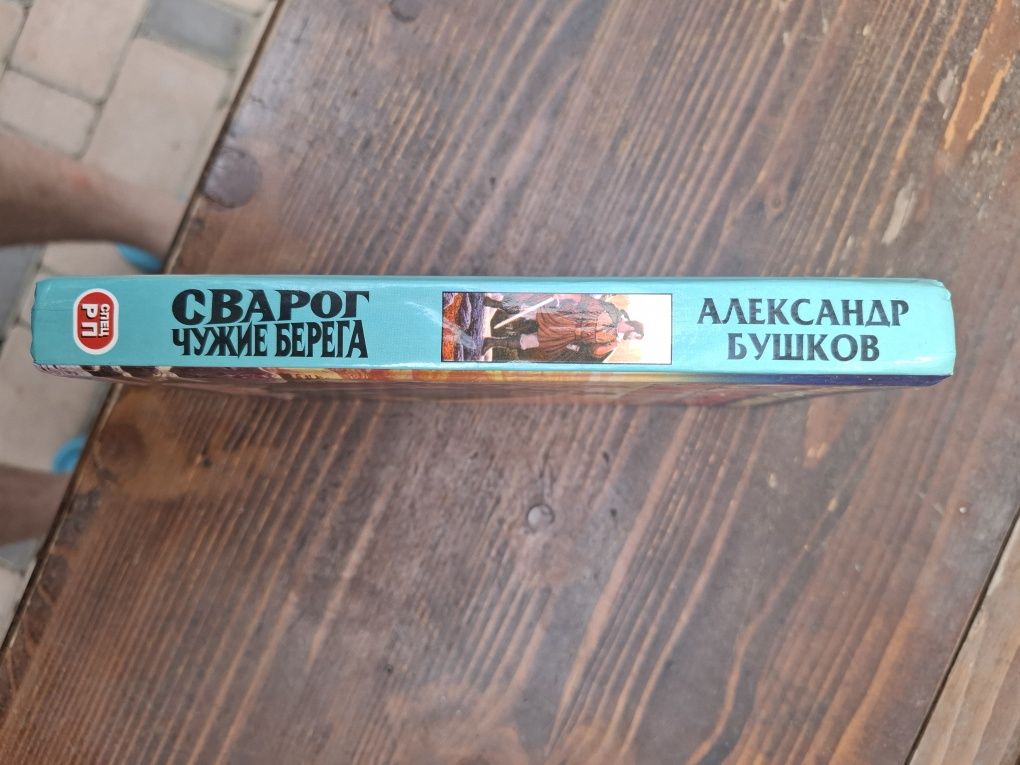 СПЕЦ
РП
СВАРОГ
ЧУЖИЕ БЕРЕГА
АЛЕКСАНДР
БУШКОВ